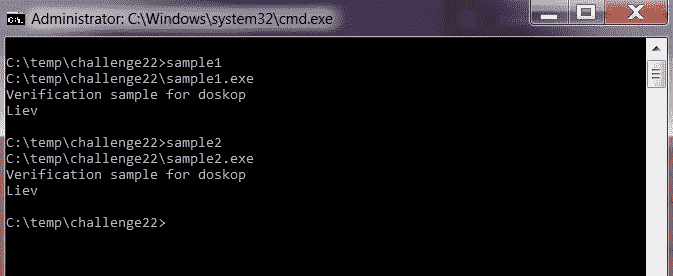 Administrator: C:\Windows\system32\cmd.exe
C:\temp\challenge22>sample1
C:\temp\challenge22\sample1.exe
Verification sample for doskop
Liev
C:\temp\challenge22>sample2
C:\temp\challenge22\sample2.exe
Verification sample for doskop
Liev
C:\temp\challenge22>